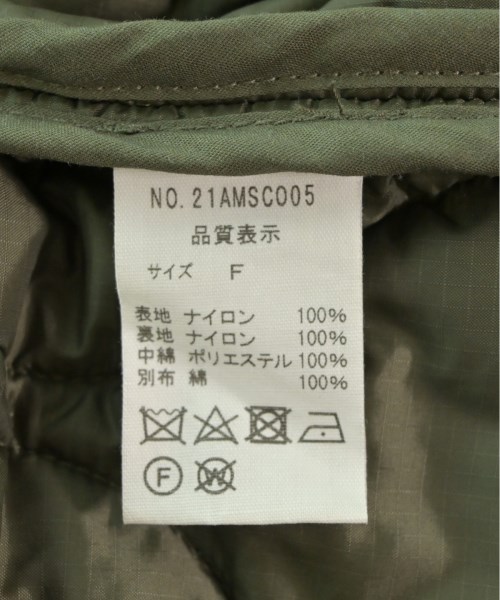 NO. 21AMSC005
品質表示
サイズ F
表地 ナイロン 100%
裏地 ナイロン 100%
中綿 ポリエステル 100%
別布 綿 100%
F W